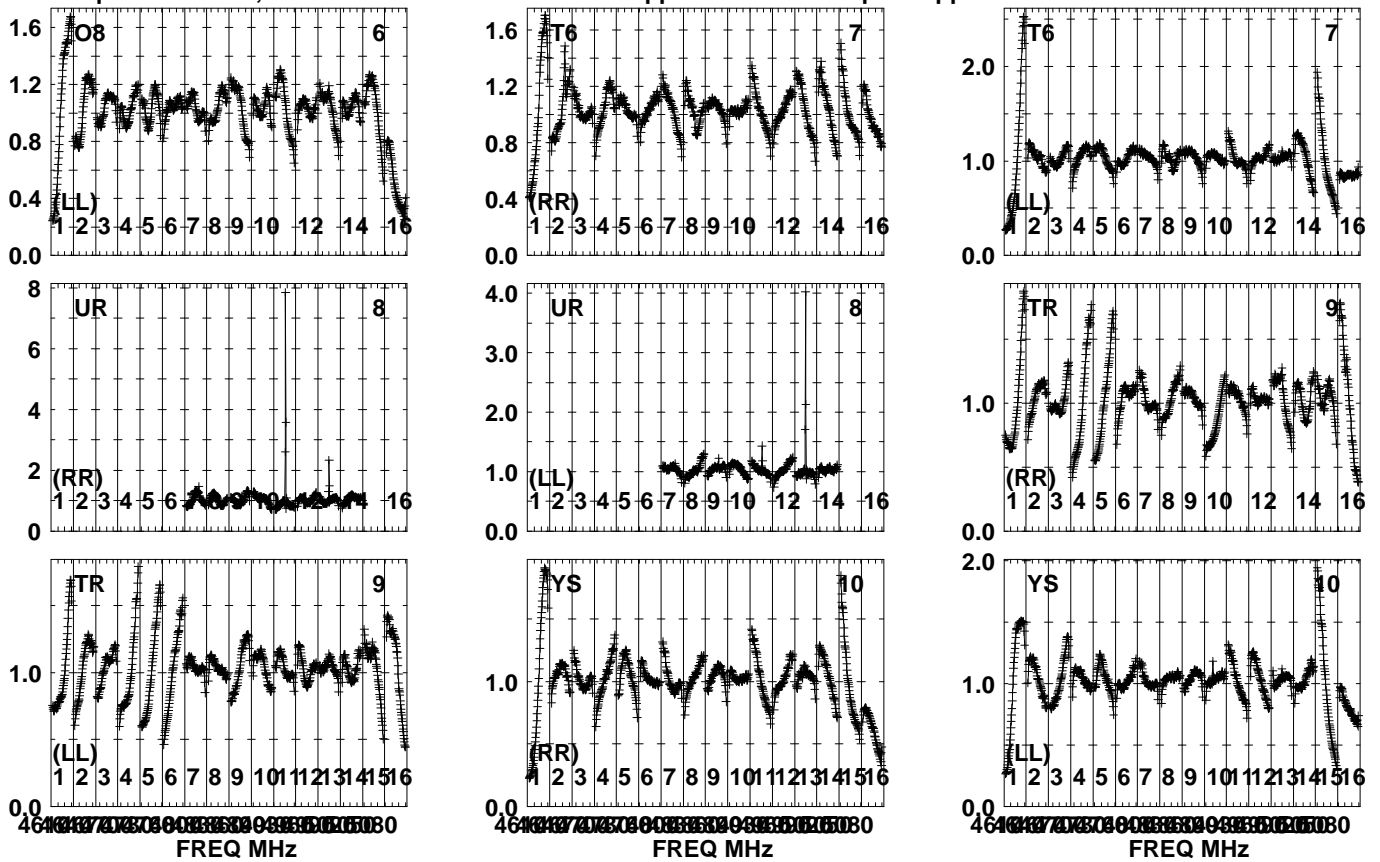 1.6 O8 6
1.2
0.8
0.4 (LL)
1 2 3 4 5 6 7 8 9 10 12 14 16
0.0
1.6 T6 7
1.2
0.8
0.4 (RR)
1 2 3 4 5 6 7 8 9 10 12 14 16
0.0
T6 7
2.0
1.0
(LL)
1 2 3 4 5 6 7 8 9 10 12 14 16
0.0
8 UR 8
6
4
2 (RR)
1 2 3 4 5 6 16
0
4.0 UR 8
3.0
2.0
1.0 (LL)
1 2 3 4 5 6 7 8 9 10 12 14 16
0.0
TR 9
1.0
(RR)
1 2 3 4 5 6 7 8 9 10 12 14 16
0.0
TR 9
1.0
(LL)
1 2 3 4 5 6 7 8 9 10 11 12 13 14 15 16
0.0
FREQ MHz
YS 10
1.0
(RR)
1 2 3 4 5 6 7 8 9 10 11 12 13 14 15 16
0.0
FREQ MHz
2.0 YS 10
1.0
(LL)
1 2 3 4 5 6 7 8 9 10 11 12 13 14 15 16
0.0
FREQ MHz